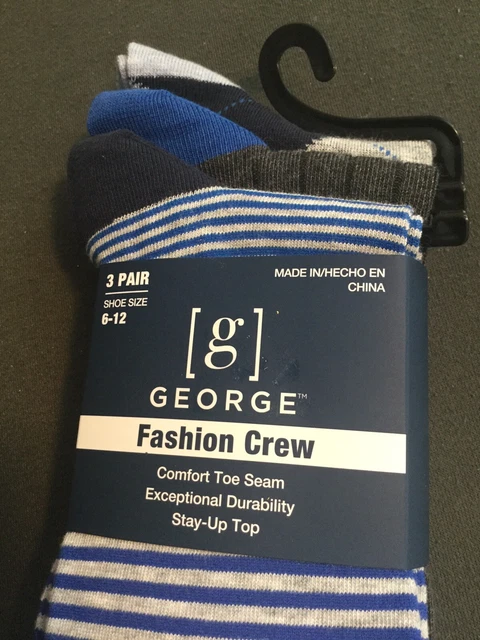 3 PAIR
SHOE SIZE
6-12
MADE IN/HECHO EN
CHINA
[g]
GEORGE™
Fashion Crew
Comfort Toe Seam
Exceptional Durability
Stay-Up Top